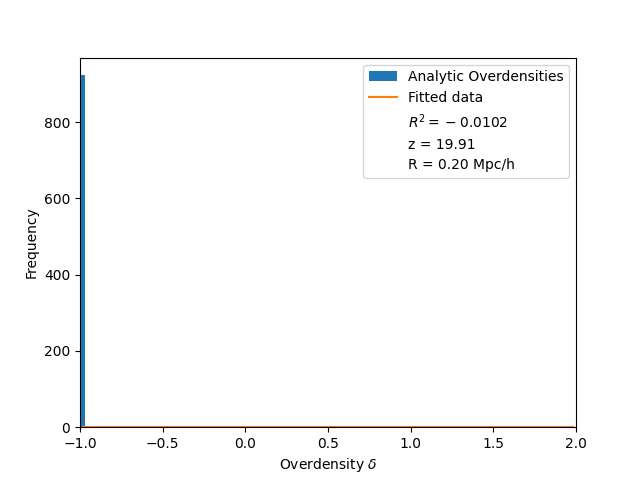 Analytic Overdensities
Fitted data
$R^2 = -0.0102$
z = 19.91
R = 0.20 Mpc/h
Frequency
800
600
400
200
0
−1.0 −0.5 0.0 0.5 1.0 1.5 2.0
Overdensity δ